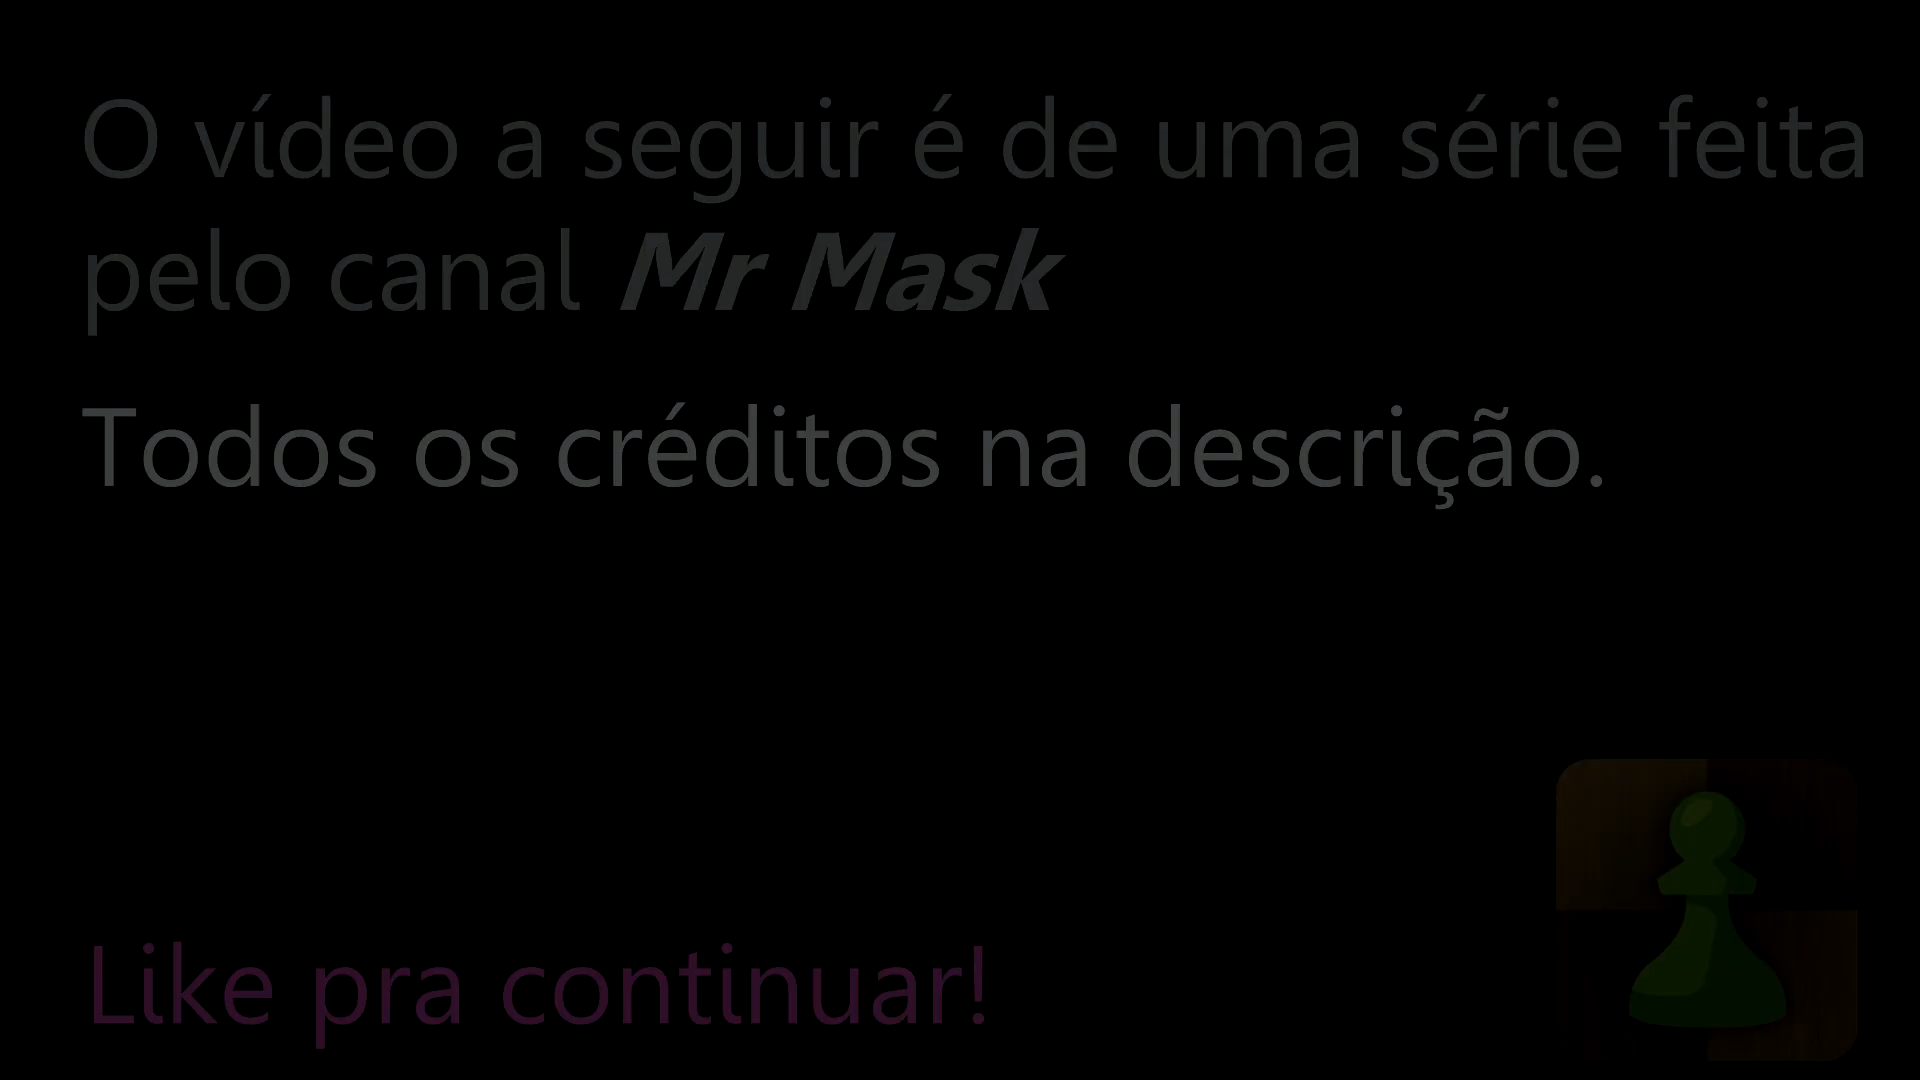 O vídeo a seguir é de uma série feita
pelo canal Mr Mask
Todos os créditos na descrição.
Like pra continuar!